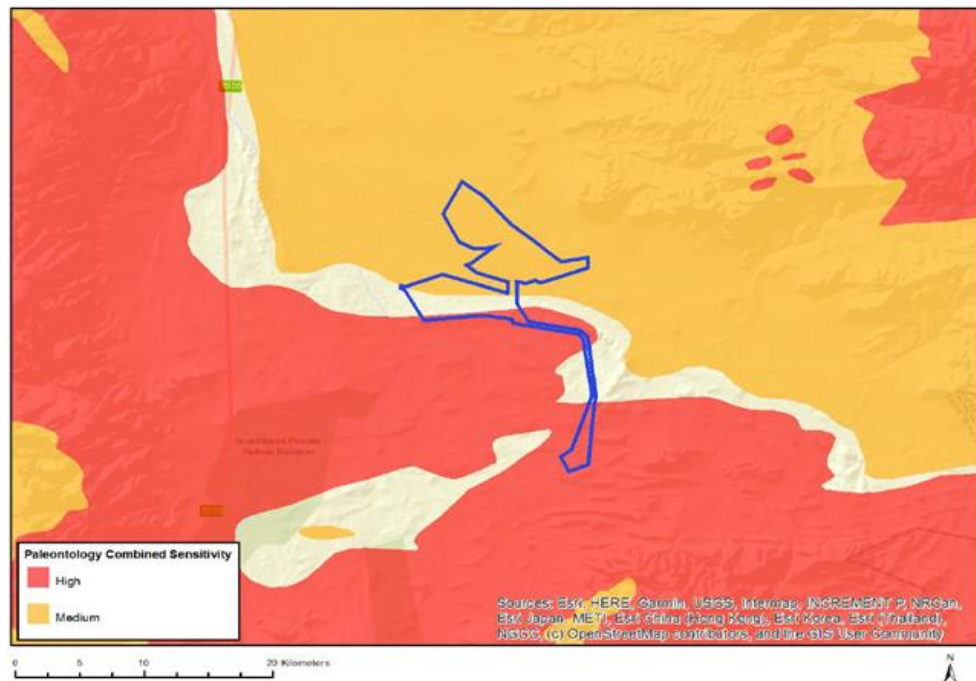 Paleontology Combined Sensitivity
High
Medium
Sources: Esri, HERE, Garmin, USGS, Intermap, INCREMENT P, NRCan,
Esri Japan, METI, Esri China (Hong Kong), Esri Korea, Esri (Thailand),
NGCC, (c) OpenStreetMap contributors, and the GIS User Community
0 5 10 20 Kilometers
N